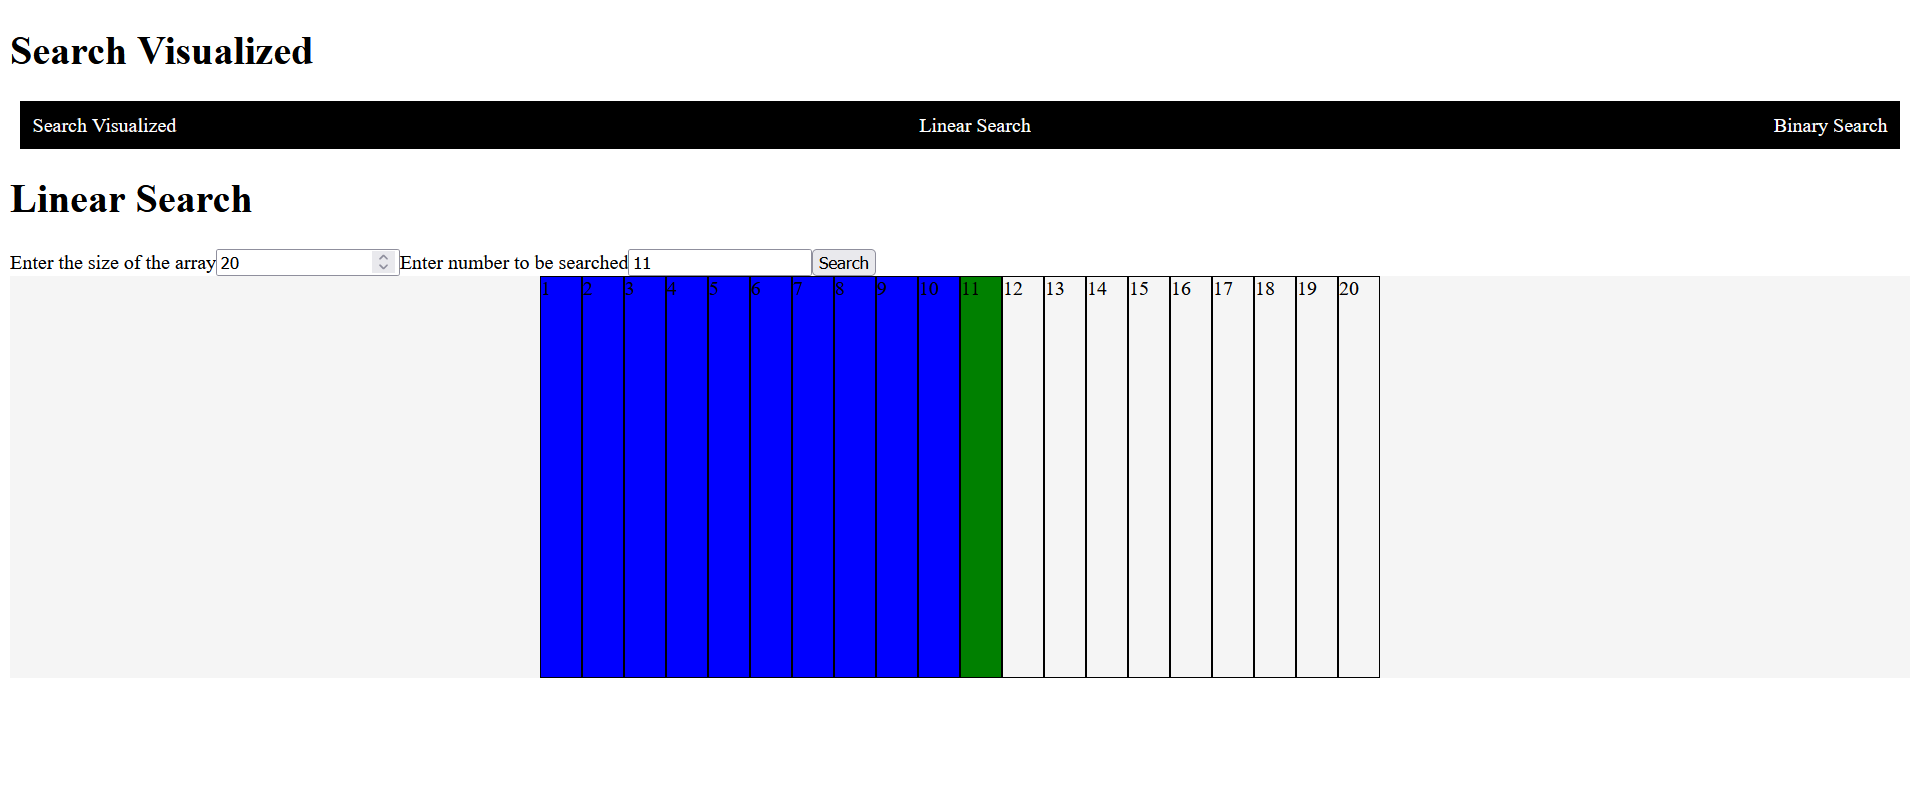 Search Visualized
Search Visualized Linear Search Binary Search
Linear Search
Enter the size of the array 20 Enter number to be searched 11 Search
1 2 3 4 5 6 7 8 9 10 11 12 13 14 15 16 17 18 19 20